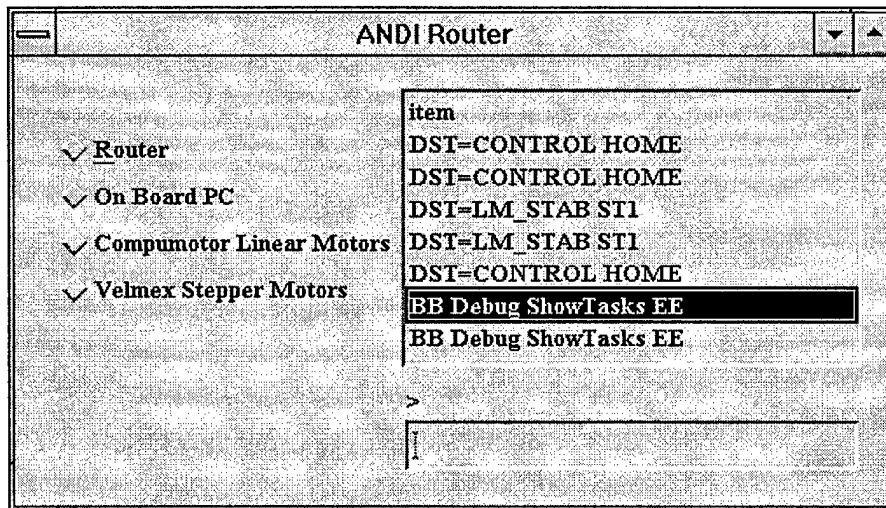 ANDI Router
Router
On Board PC
Compumotor Linear Motors
Velmex Stepper Motors
item
DST=CONTROL HOME
DST=CONTROL HOME
DST=LM_STAB ST1
DST=LM_STAB ST1
DST=CONTROL HOME
BB Debug ShowTasks EE
BB Debug ShowTasks EE
>